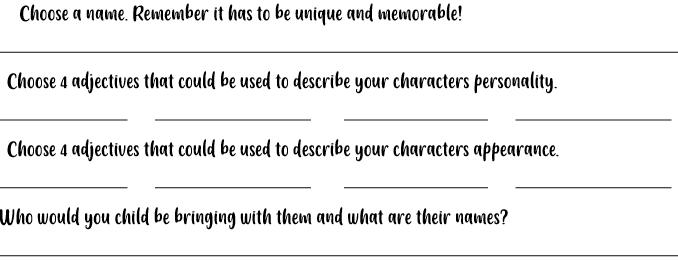 Choose a name. Remember it has to be unique and memorable!
Choose 4 adjectives that could be used to describe your characters personality.
Choose 4 adjectives that could be used to describe your characters appearance.
Who would you child be bringing with them and what are their names?